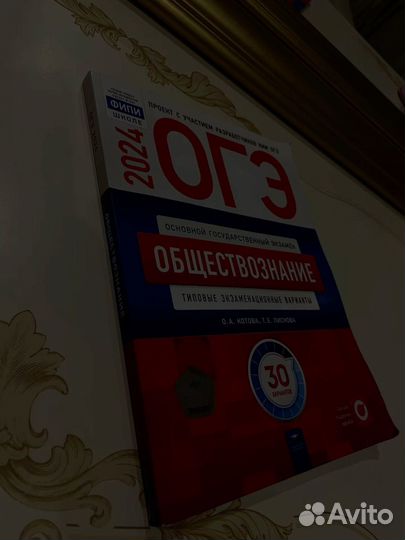 ФИПИ
ШКОЛЕ
ПРОЕКТ С УЧАСТИЕМ РАЗРАБОТЧИКОВ КИМ ОГЭ
2024
ОГЭ
ОСНОВНОЙ ГОСУДАРСТВЕННЫЙ ЭКЗАМЕН
ОБЩЕСТВОЗНАНИЕ
ТИПОВЫЕ ЭКЗАМЕНАЦИОННЫЕ ВАРИАНТЫ
О. А. КОТОВА, Т. Е. ЛИСКОВА
30
ВАРИАНТОВ
Avito